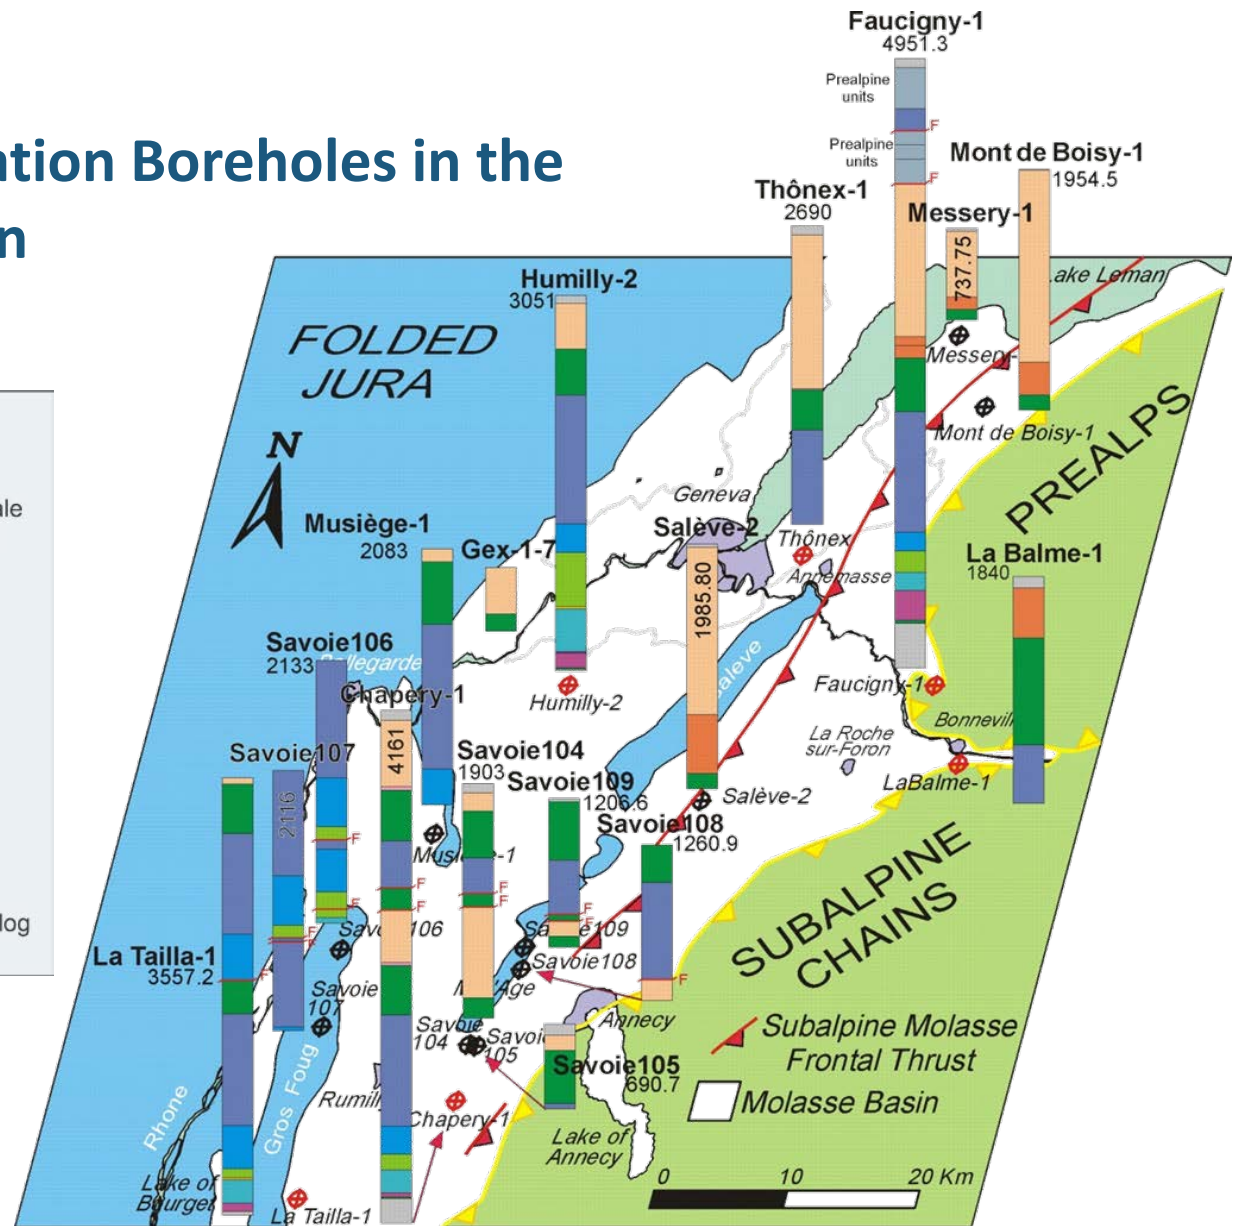 Faucigny-1
4951.3
Prealpine
units
F
Prealpine
units
F
ation Boreholes in the
n
Mont de Boisy-1
1954.5
Thônex-1
2690
Messery-1
737.75
Lake Leman
Humilly-2
3051
FOLDED
JURA
Messery-
Mont de Boisy-1
PREALPS
N
ale
Geneva
Musiège-1
2083
Gex-1-7
Salève-2
1985.80
Thônex
Annemasse
La Balme-1
1840
Savoie106
2133
Bellegarde
Chapery-1
4161
Salève
Humilly-2
Faucigny-1
Bonnevill
La Roche
sur-Foron
LaBalme-1
Savoie107
2116
Savoie104
1903
Savoie109
1206.6
Salève-2
Savoie108
1260.9
Musiège-1
F
F
F
F
F
F
F
F
F
F
F
F
SUBALPINE
CHAINS
log
Savoie106
Savoie109
Savoie108
La Tailla-1
3557.2
Savoie
107
Annecy
Savoie
104
Savoie
105
Savoie105
690.7
Subalpine Molasse
Frontal Thrust
Molasse Basin
Rhone
Gros Foug
Rumilly
Chapery-1
Lake of
Annecy
Lake of
Bourget
La Tailla-1
0 10 20 Km